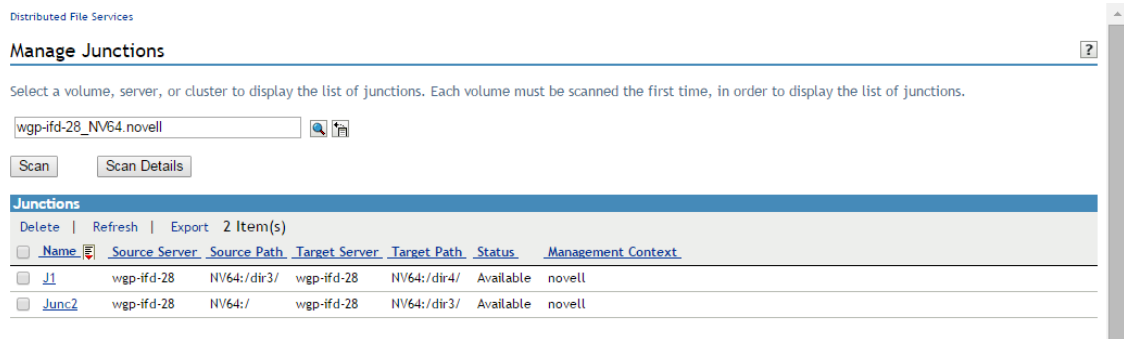 Distributed File Services
Manage Junctions
?
Select a volume, server, or cluster to display the list of junctions. Each volume must be scanned the first time, in order to display the list of junctions.
wgp-ifd-28_NV64.novell
Scan Scan Details
Junctions
Delete | Refresh | Export 2 Item(s)
Name Source Server Source Path Target Server Target Path Status Management Context
J1 wgp-ifd-28 NV64:/dir3/ wgp-ifd-28 NV64:/dir4/ Available novell
Junc2 wgp-ifd-28 NV64:/ wgp-ifd-28 NV64:/dir3/ Available novell